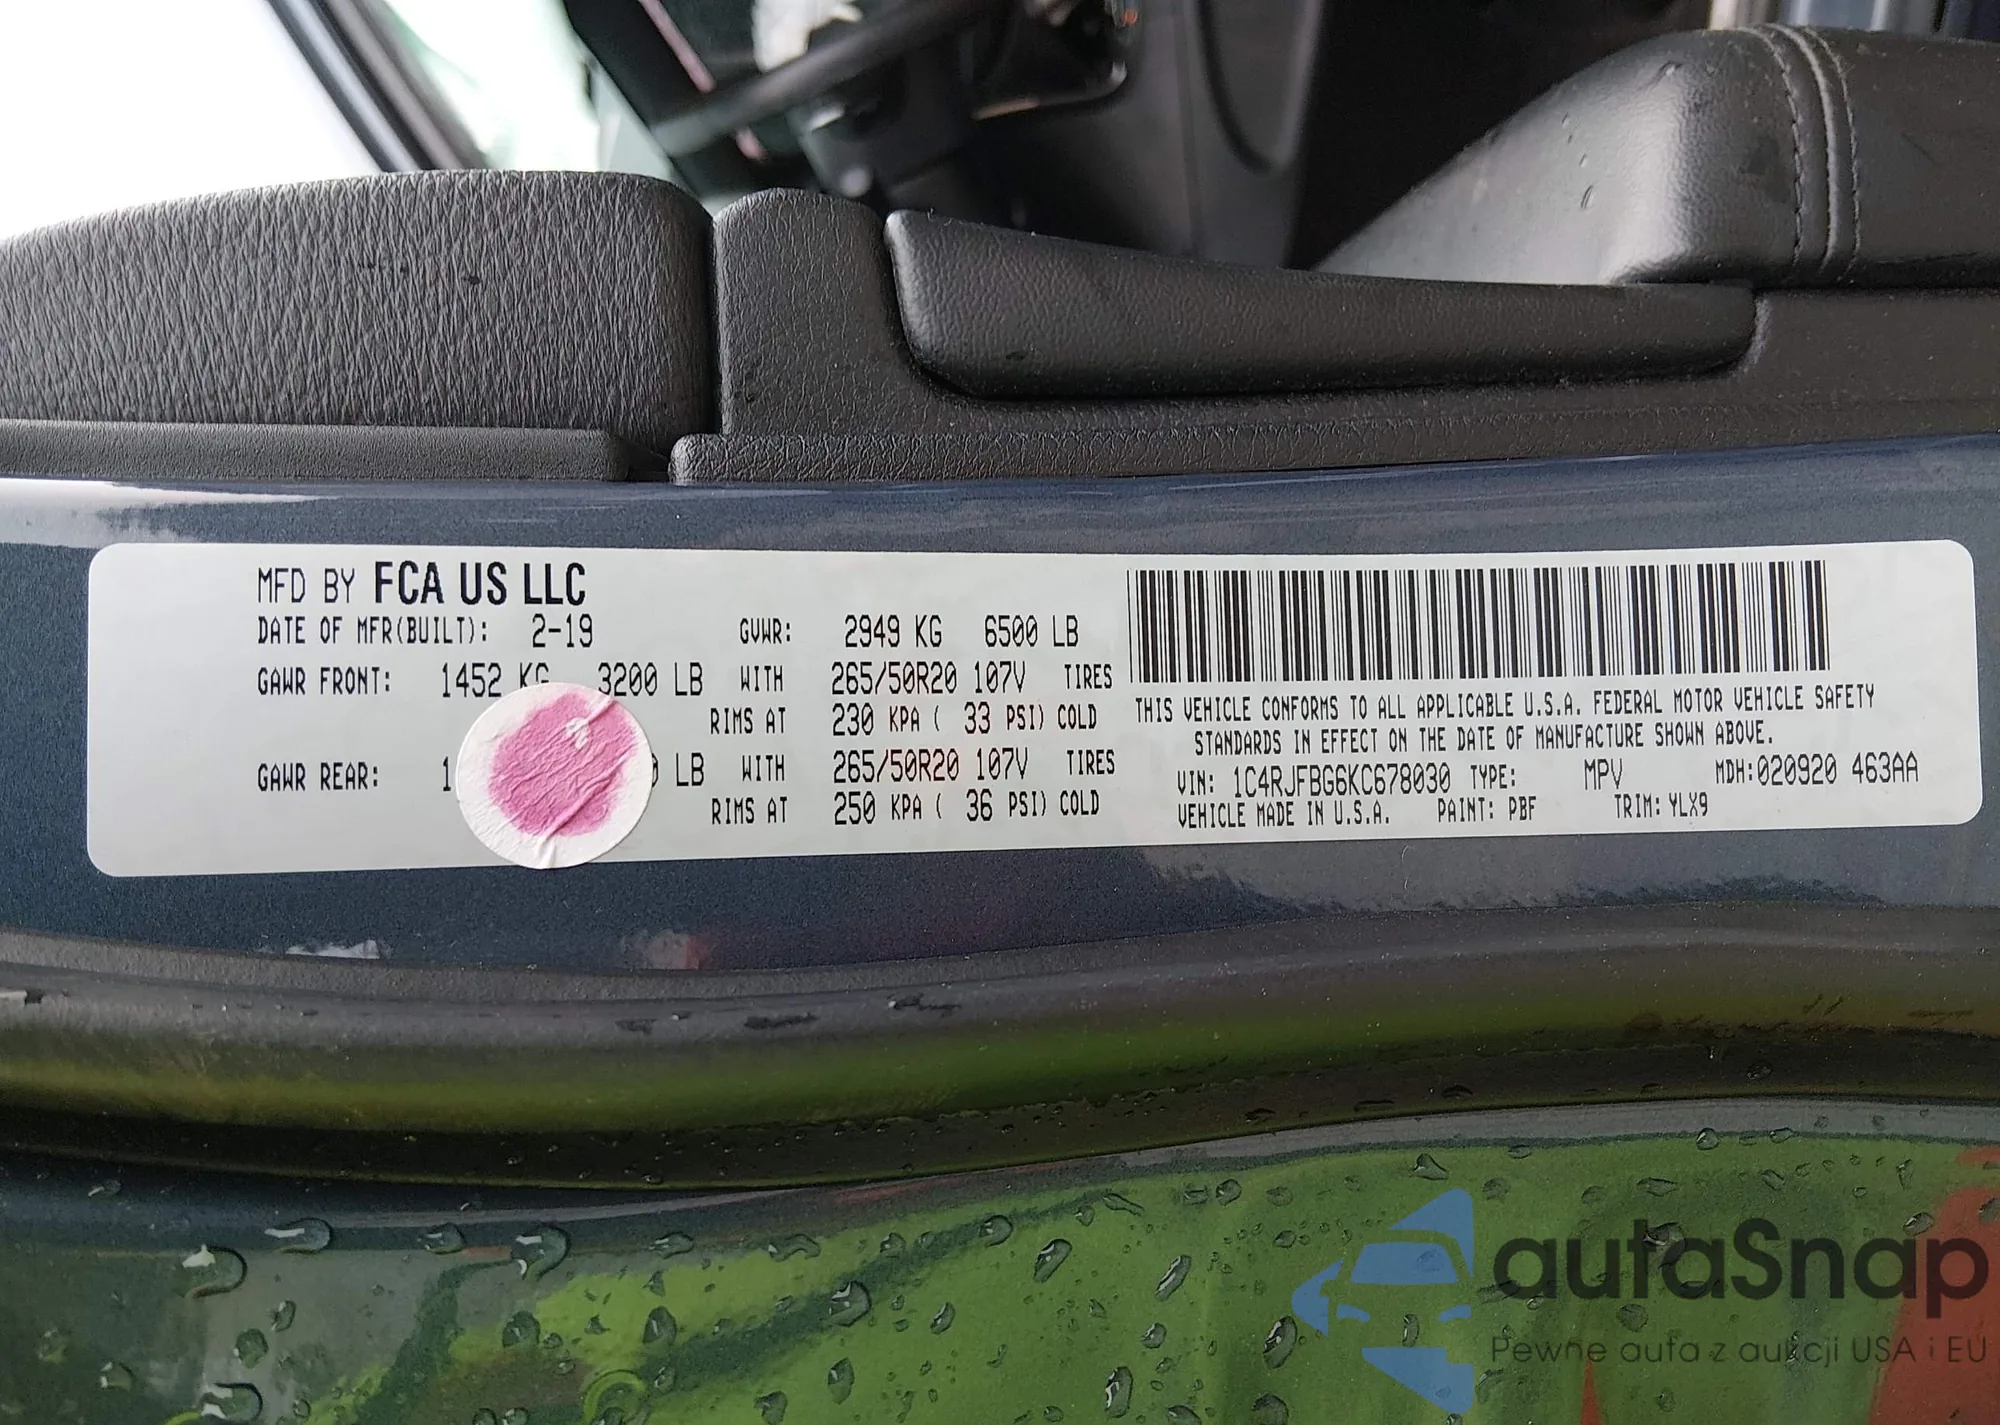 MFD BY FCA US LLC
DATE OF MFR(BUILT): 2-19 GVWR: 2949 KG 6500 LB
GAWR FRONT: 1452 KG 3200 LB WITH 265/50R20 107V TIRES
RIMS AT 230 KPA ( 33 PSI) COLD
GAWR REAR: LB WITH 265/50R20 107V TIRES
RIMS AT 250 KPA ( 36 PSI) COLD
THIS VEHICLE CONFORMS TO ALL APPLICABLE U.S.A. FEDERAL MOTOR VEHICLE SAFETY
STANDARDS IN EFFECT ON THE DATE OF MANUFACTURE SHOWN ABOVE.
VIN: 1C4RJFBG6KC678030 TYPE: MPV MDH:020920 463AA
VEHICLE MADE IN U.S.A. PAINT: PBF TRIM: YLX9
autaSnap
Pewne auta z aukcji USA i EU